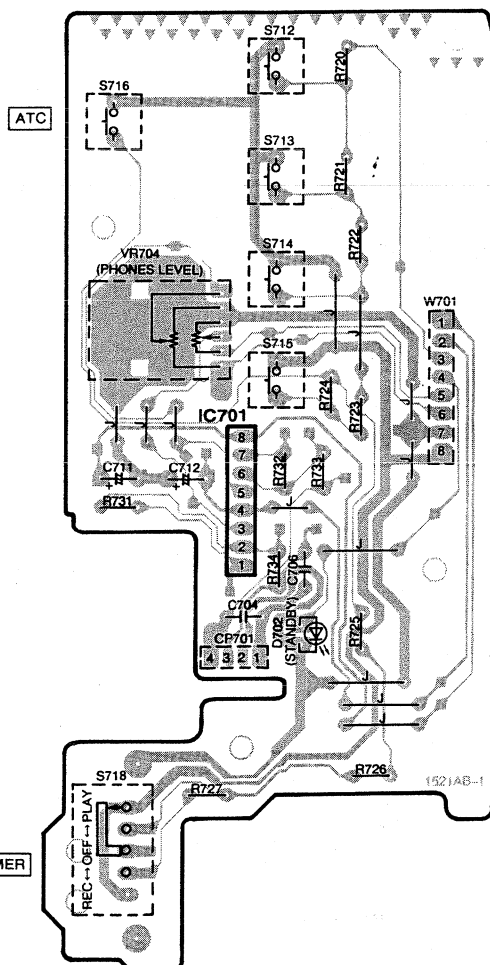 S712
S716
R720
ATC
S713
R721
R722
S714
VR704
(PHONES LEVEL)
W701
1
2
3
4
5
6
7
8
J
S715
R724
R723
J
IC701
8
7
6
5
4
3
2
1
J
J
J
J
C711
+
C712
+
R731
R732
R733
J
J
R734
C706
C704
D702
(STANDBY)
R725
CP701
4 3 2 1
J
J
J
R726
1521AB-1
S718
R727
REC↔OFF↔PLAY
MER